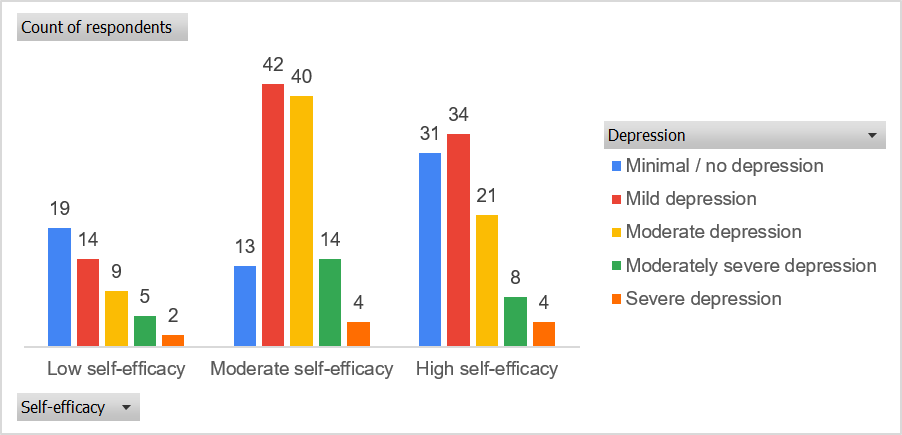 Count of respondents
42
40
34
31
21
19
14
14
13
9
8
5
4
4
2
Low self-efficacy
Moderate self-efficacy
High self-efficacy
Depression
Minimal / no depression
Mild depression
Moderate depression
Moderately severe depression
Severe depression
Self-efficacy